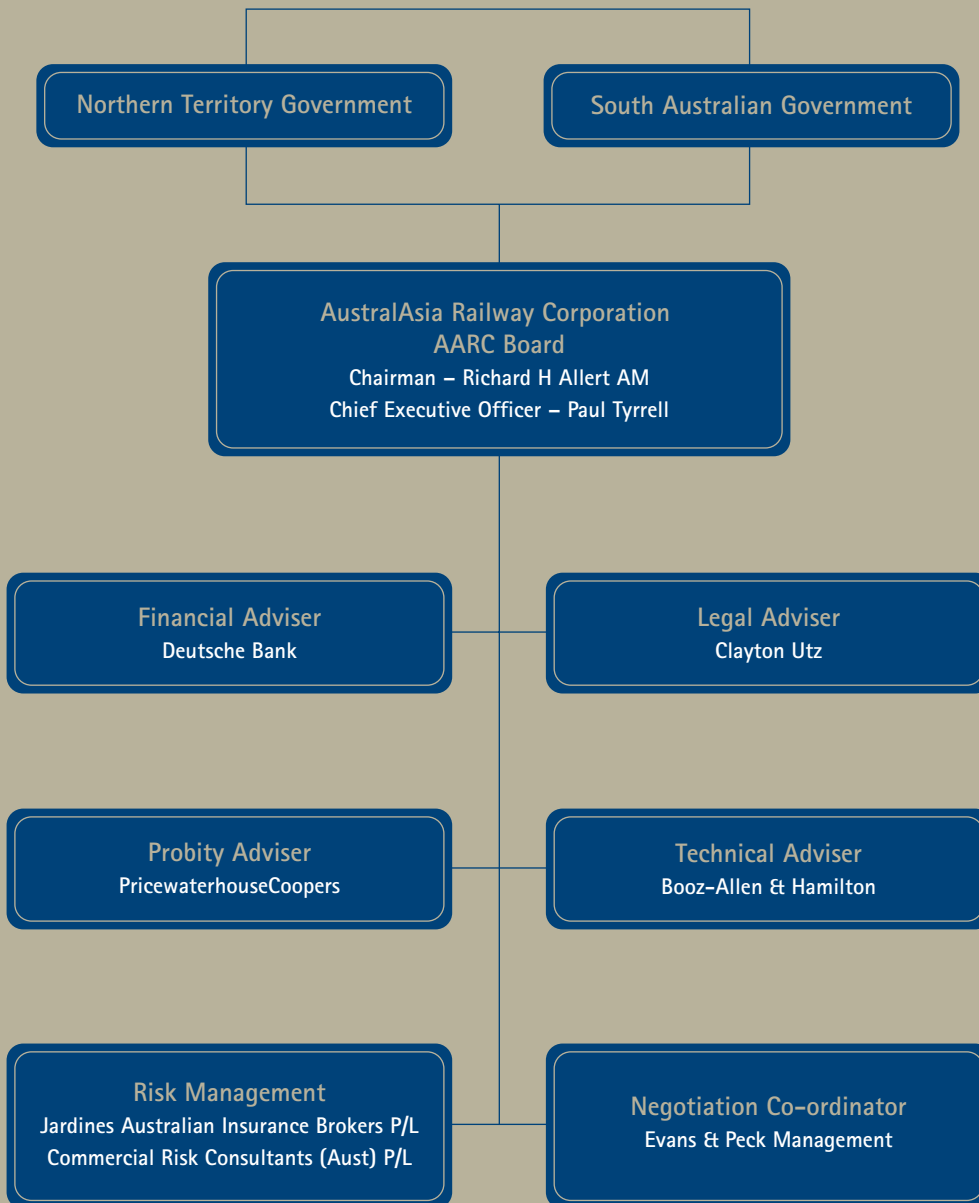 Northern Territory Government
South Australian Government
AustralAsia Railway Corporation
AARC Board
Chairman – Richard H Allert AM
Chief Executive Officer – Paul Tyrrell
Financial Adviser
Deutsche Bank
Legal Adviser
Clayton Utz
Probity Adviser
PricewaterhouseCoopers
Technical Adviser
Booz-Allen & Hamilton
Risk Management
Jardines Australian Insurance Brokers P/L
Commercial Risk Consultants (Aust) P/L
Negotiation Co-ordinator
Evans & Peck Management